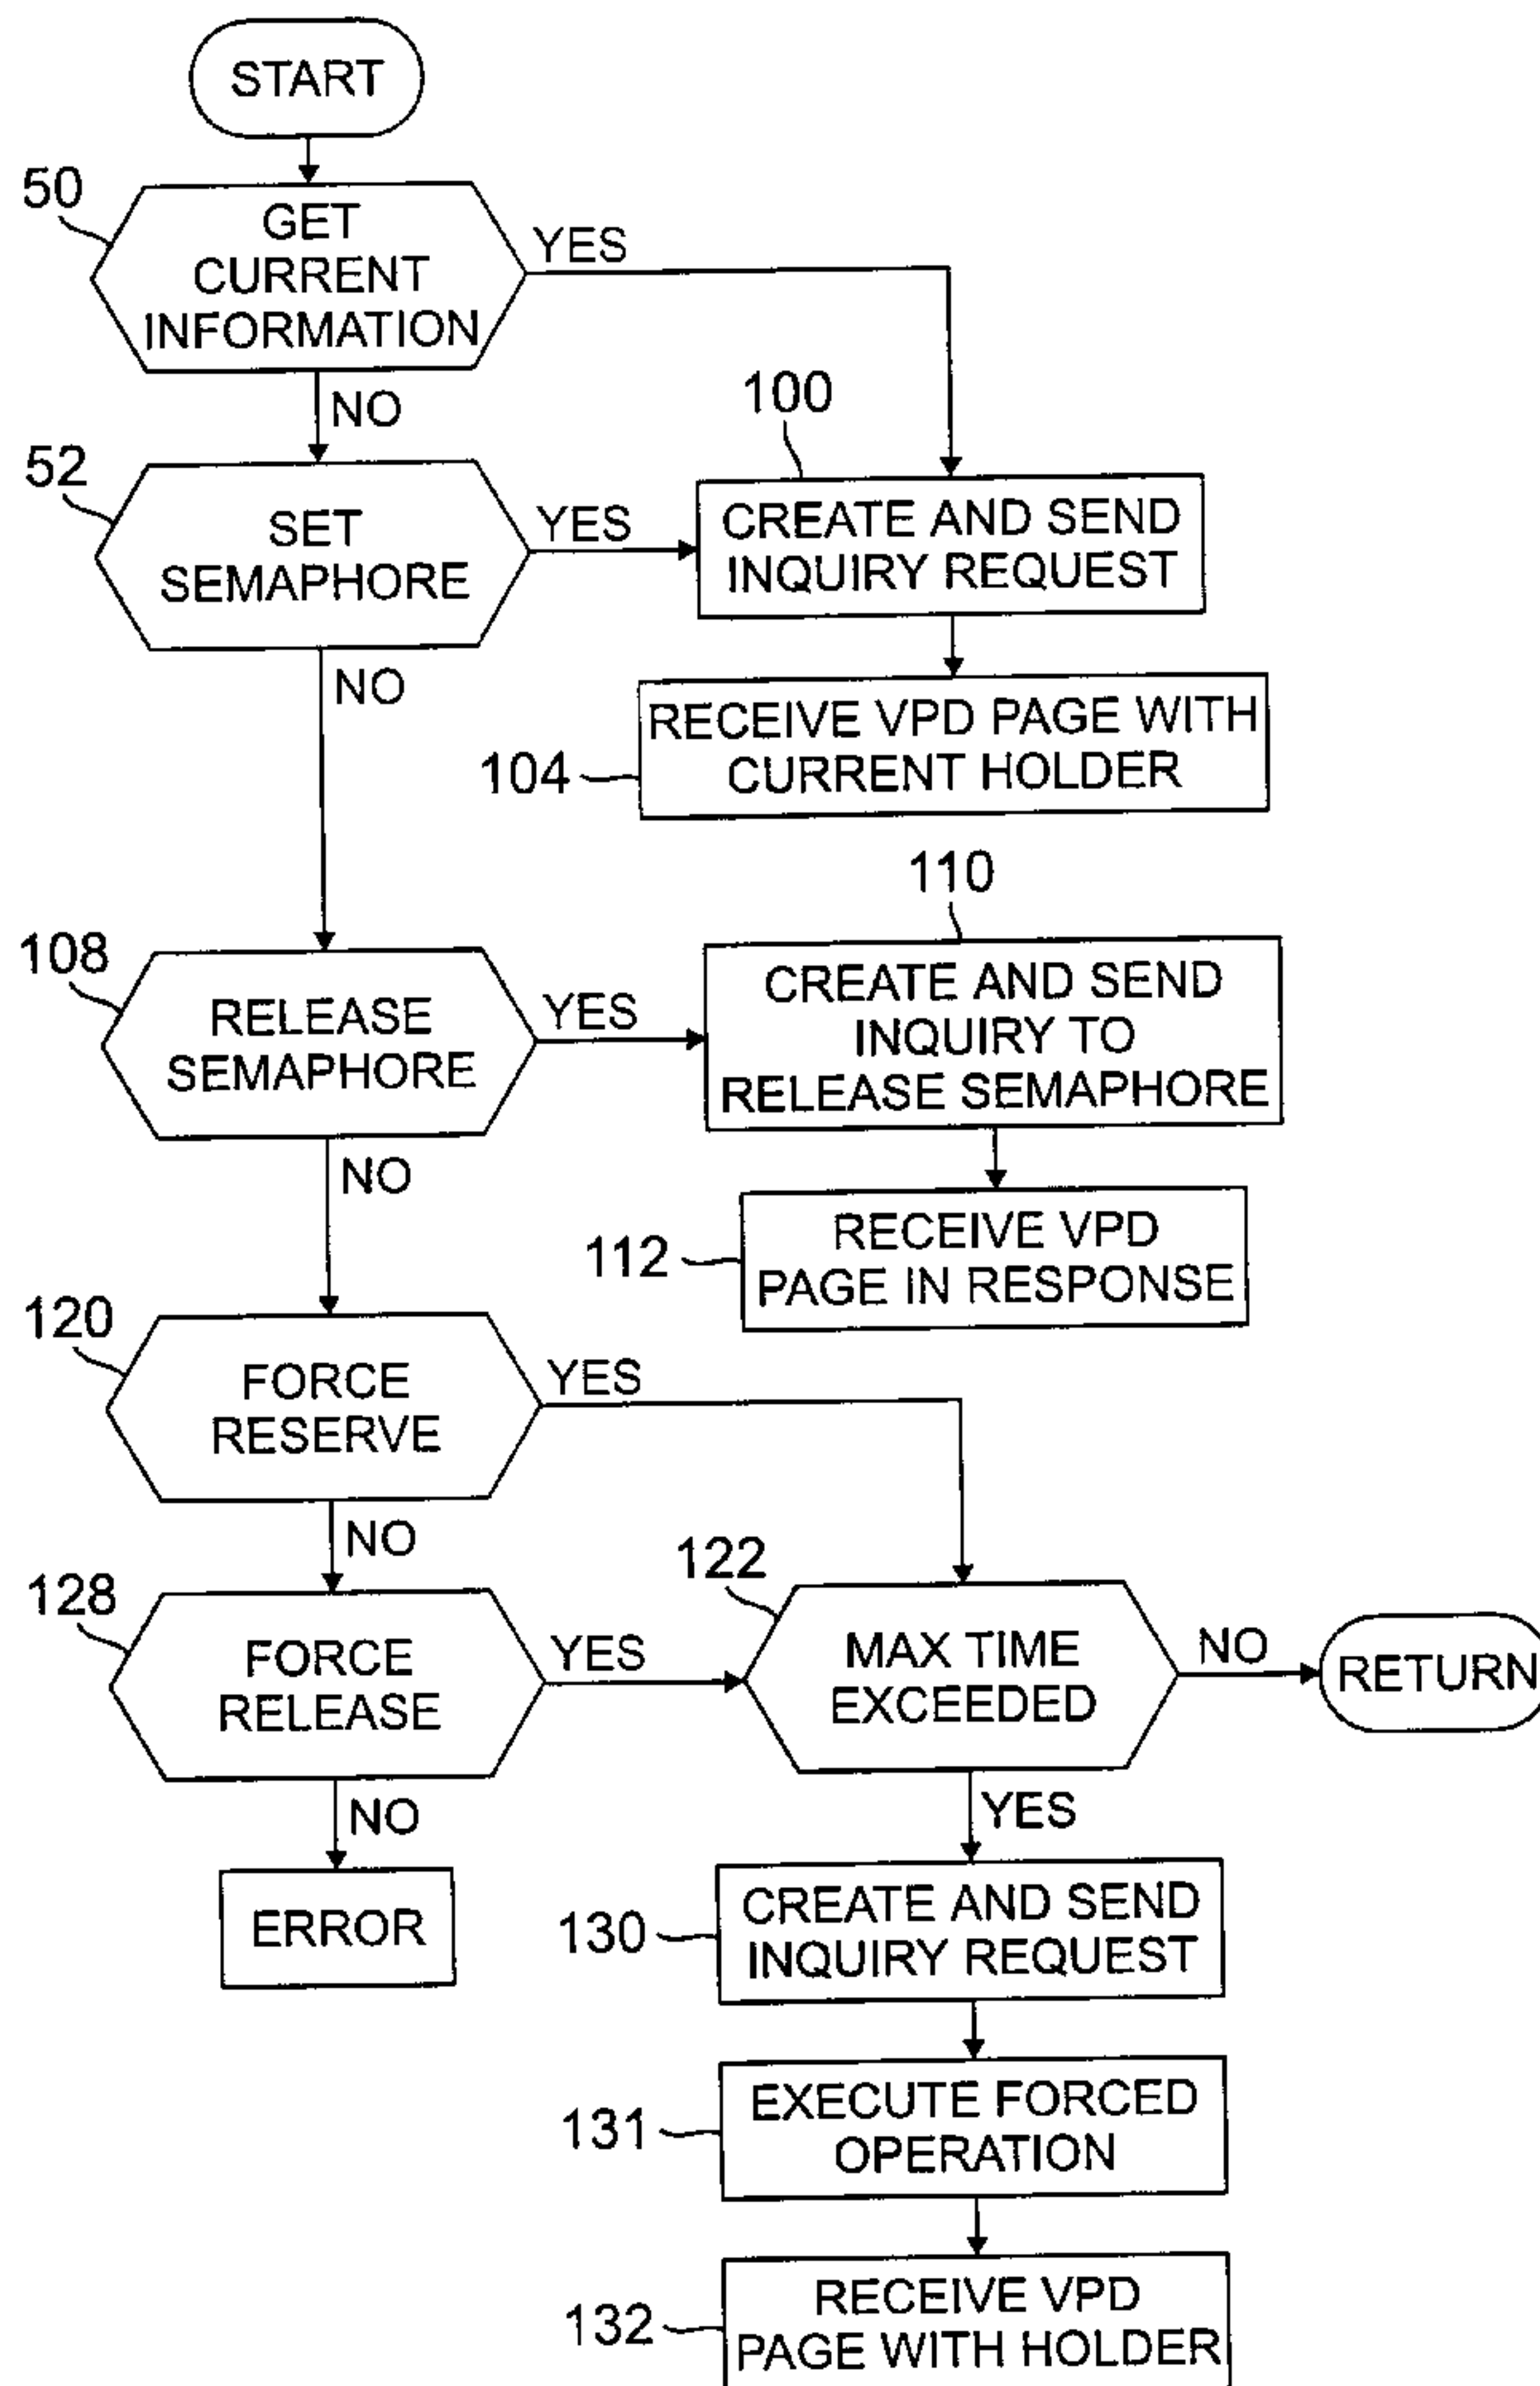 START
50
GET
CURRENT
INFORMATION
YES
NO
100
52
SET
SEMAPHORE
YES
CREATE AND SEND
INQUIRY REQUEST
NO
RECEIVE VPD PAGE WITH
CURRENT HOLDER
104
110
108
RELEASE
SEMAPHORE
YES
CREATE AND SEND
INQUIRY TO
RELEASE SEMAPHORE
NO
RECEIVE VPD
PAGE IN RESPONSE
112
120
FORCE
RESERVE
YES
NO
122
128
FORCE
RELEASE
YES
MAX TIME
EXCEEDED
NO
RETURN
NO
YES
ERROR
CREATE AND SEND
INQUIRY REQUEST
130
EXECUTE FORCED
OPERATION
131
RECEIVE VPD
PAGE WITH HOLDER
132